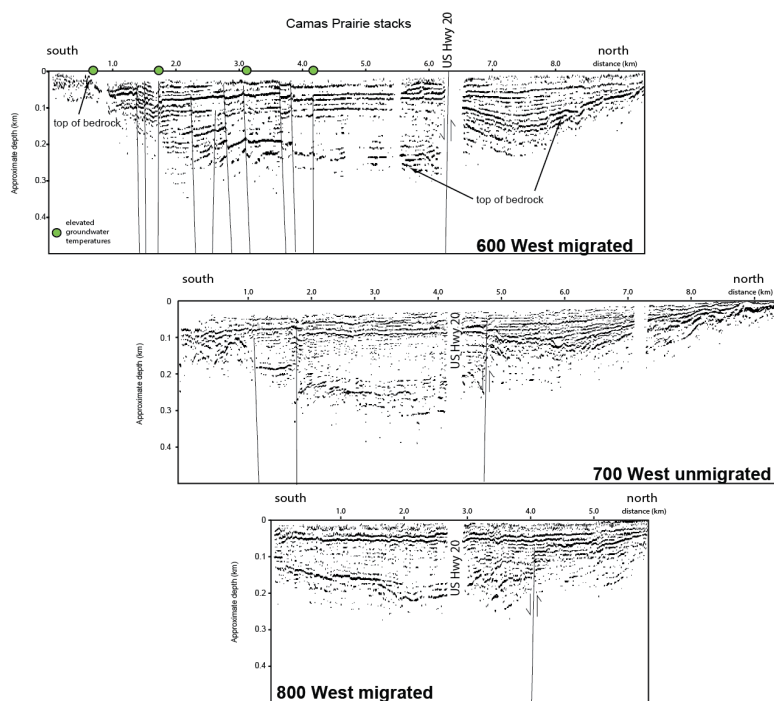 Camas Prairie stacks
south
US Hwy 20
north
distance (km)
0
1.0
2.0
3.0
4.0
5.0
6.0
7.0
8.0
9.0
0.1
0.2
0.3
0.4
Approximate depth (km)
top of bedrock
top of bedrock
elevated
groundwater
temperatures
600 West migrated
south
north
distance (km)
1.0
2.0
3.0
4.0
5.0
6.0
7.0
8.0
9.0
0
0.1
0.2
0.3
0.4
Approximate depth (km)
US Hwy 20
700 West unmigrated
south
north
distance (km)
1.0
2.0
3.0
4.0
5.0
0
0.1
0.2
0.3
0.4
Approximate depth (km)
US Hwy 20
800 West migrated